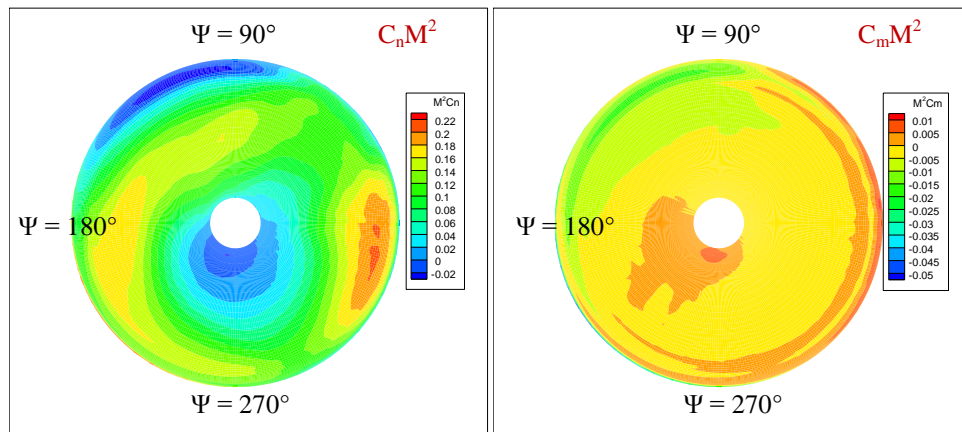 Ψ = 90°
CₙM²
M²Cn
0.22
0.2
0.18
0.16
0.14
0.12
0.1
0.08
0.06
0.04
0.02
0
-0.02
Ψ = 180°
Ψ = 270°
Ψ = 90°
CₘM²
M²Cm
0.01
0.005
0
-0.005
-0.01
-0.015
-0.02
-0.025
-0.03
-0.035
-0.04
-0.045
-0.05
Ψ = 180°
Ψ = 270°